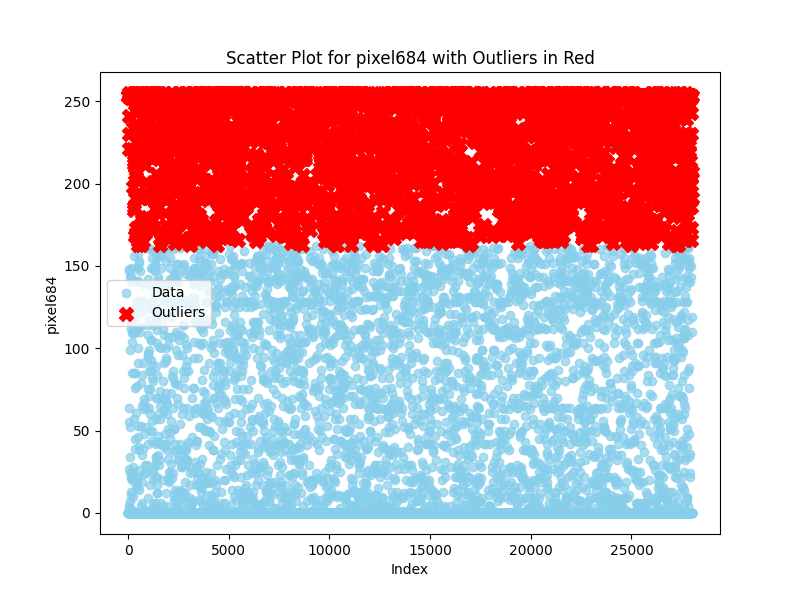 Scatter Plot for pixel684 with Outliers in Red
250
200
150
100
50
0
pixel684
Data
Outliers
0 5000 10000 15000 20000 25000
Index